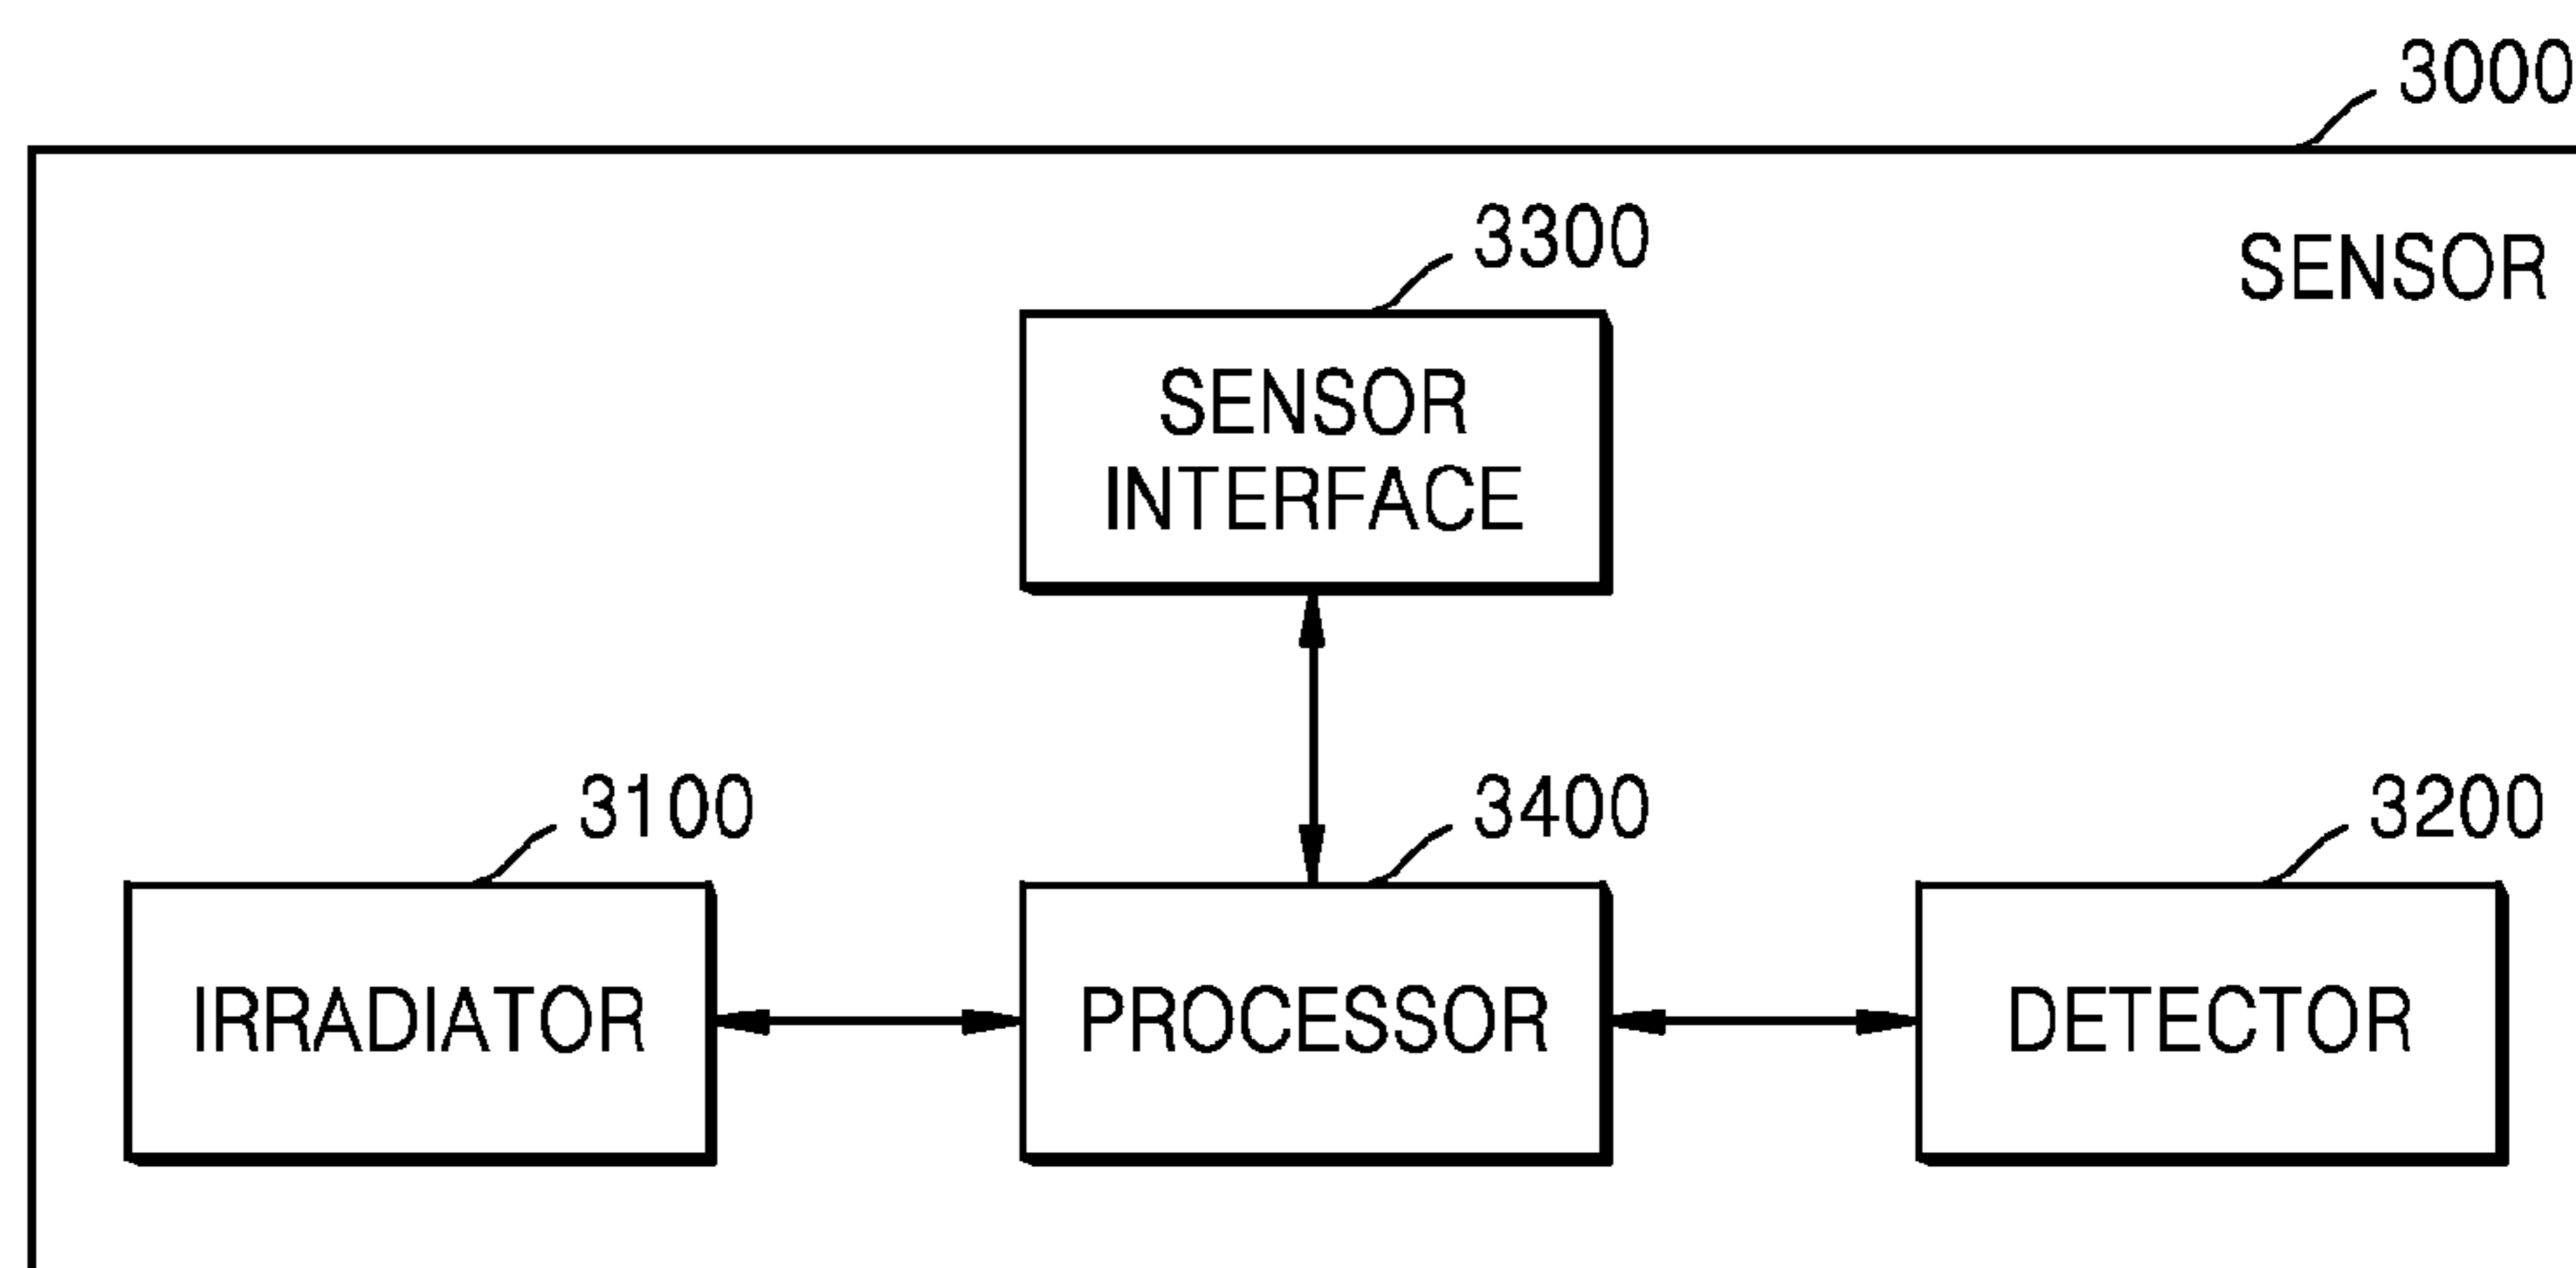 3000
SENSOR
3300
SENSOR
INTERFACE
3100
3400
3200
IRRADIATOR
PROCESSOR
DETECTOR